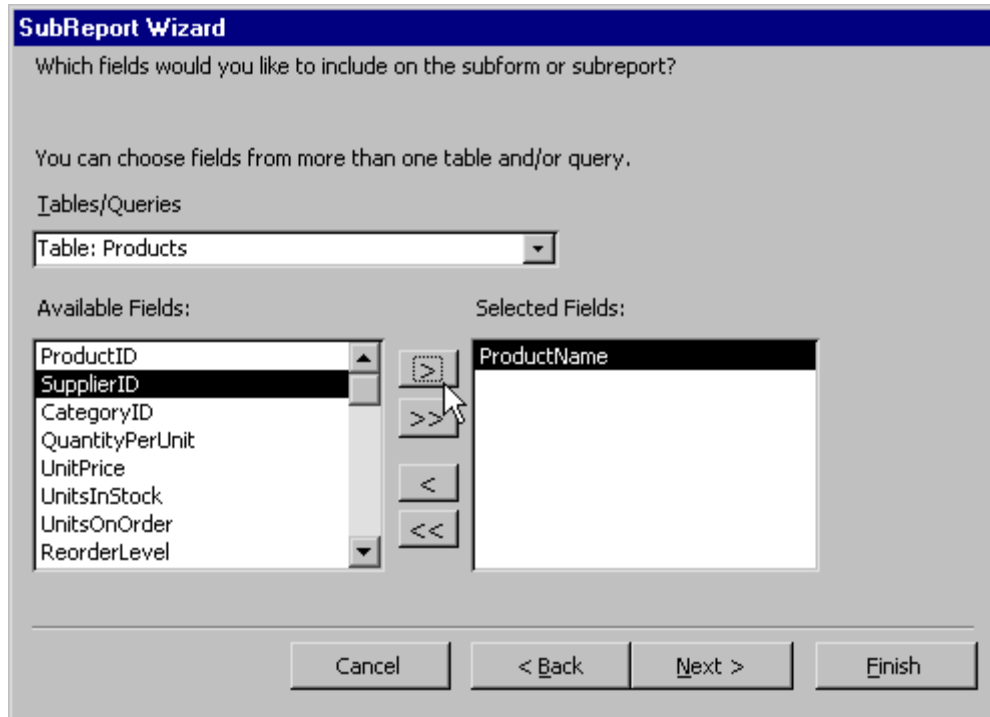 SubReport Wizard
Which fields would you like to include on the subform or subreport?
You can choose fields from more than one table and/or query.
Tables/Queries
Table: Products
Available Fields:
Selected Fields:
ProductID
SupplierID
CategoryID
QuantityPerUnit
UnitPrice
UnitsInStock
UnitsOnOrder
ReorderLevel
>
>>
<
<<
ProductName
Cancel
< Back
Next >
Finish